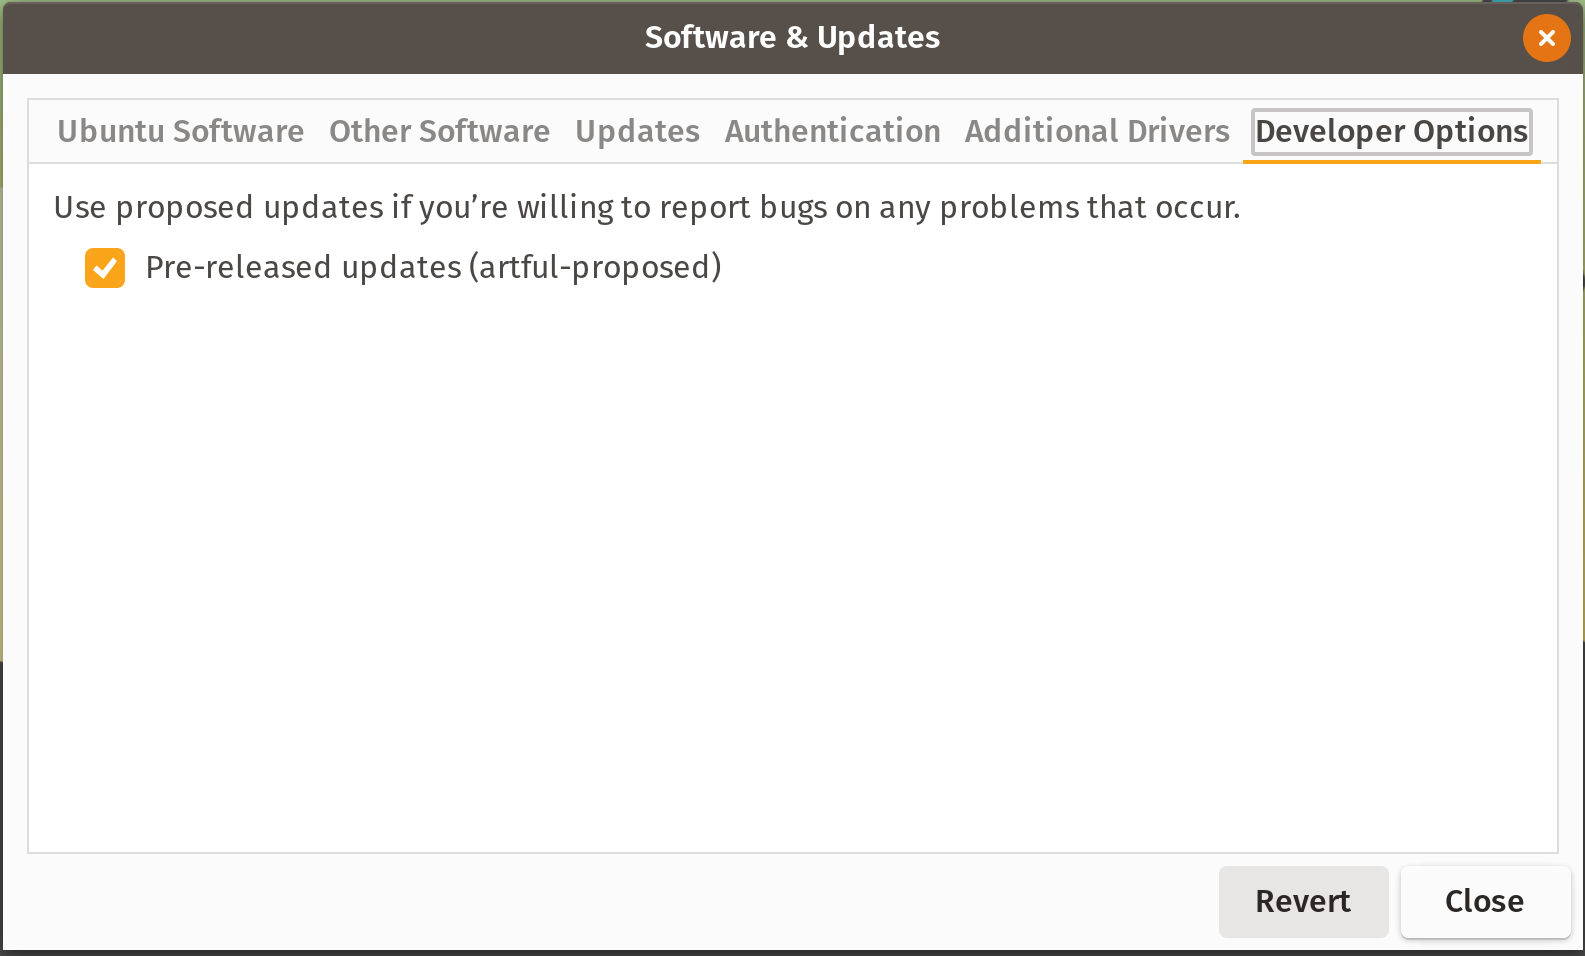 Software & Updates
Ubuntu Software Other Software Updates Authentication Additional Drivers Developer Options
Use proposed updates if you’re willing to report bugs on any problems that occur.
Pre-released updates (artful-proposed)
Revert Close